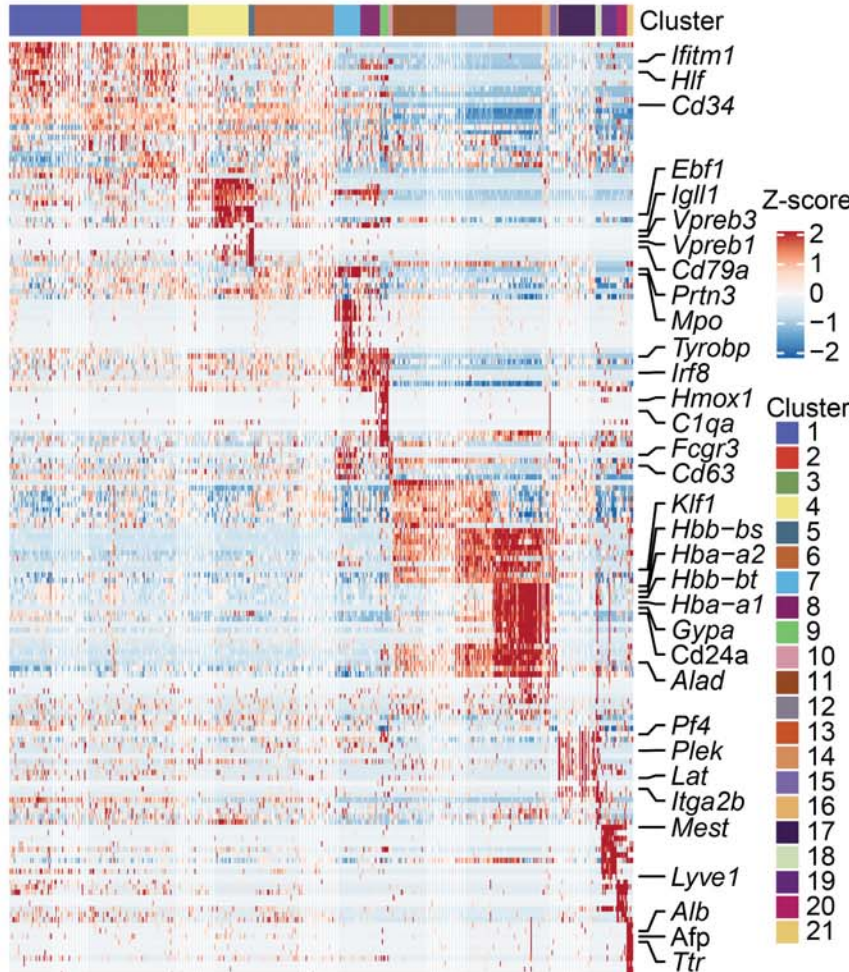 Cluster
Ifitm1
Hlf
Cd34
Ebf1
Igll1
Vpreb3
Vpreb1
Cd79a
Prtn3
Mpo
Tyrobp
Irf8
Hmox1
C1qa
Fcgr3
Cd63
Klf1
Hbb-bs
Hba-a2
Hbb-bt
Hba-a1
Gypa
Cd24a
Alad
Pf4
Plek
Lat
Itga2b
Mest
Lyve1
Alb
Afp
Ttr
Z-score
2
1
0
−1
−2
Cluster
1
2
3
4
5
6
7
8
9
10
11
12
13
14
15
16
17
18
19
20
21